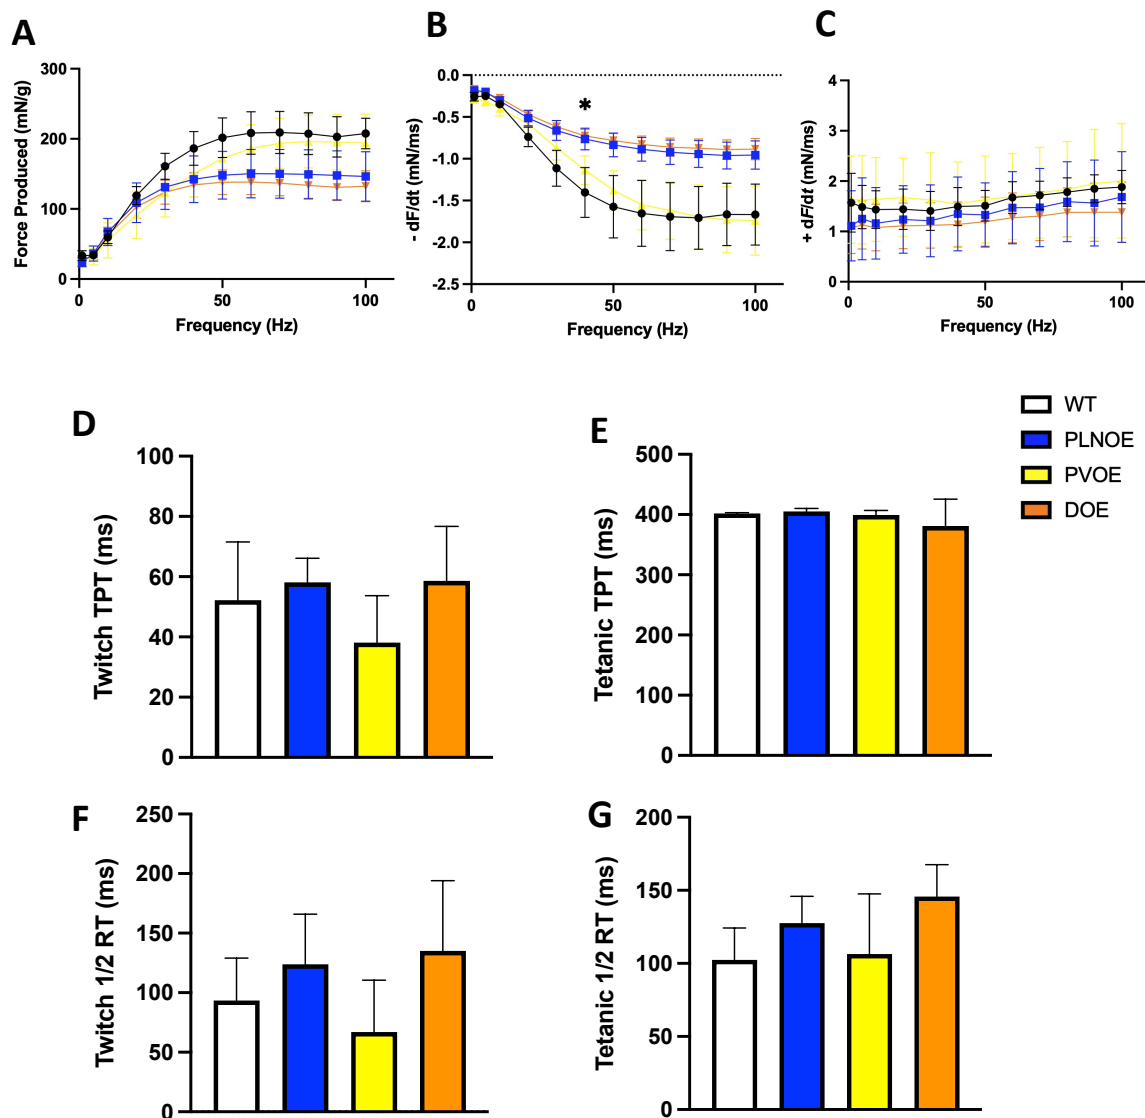 A
B
C
Force Produced (mN/g)
300
200
100
0
0
50
100
Frequency (Hz)
- dF/dt (mN/ms)
0.0
-0.5
-1.0
-1.5
-2.0
-2.5
*
0
50
100
Frequency (Hz)
+ dF/dt (mN/ms)
4
3
2
1
0
0
50
100
Frequency (Hz)
D
Twitch TPT (ms)
100
80
60
40
20
0
E
Tetanic TPT (ms)
500
400
300
200
100
0
WT
PLNOE
PVOE
DOE
F
Twitch 1/2 RT (ms)
250
200
150
100
50
0
G
Tetanic 1/2 RT (ms)
200
150
100
50
0